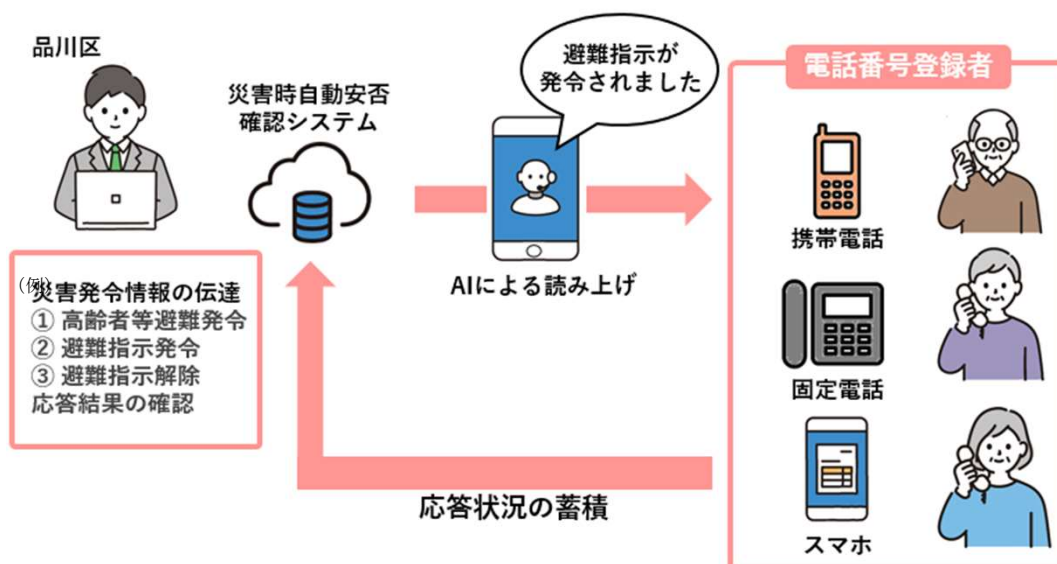 品川区
災害時自動安否
確認システム
避難指示が
発令されました
電話番号登録者
AIによる読み上げ
携帯電話
固定電話
スマホ
（例）
災害発令情報の伝達
① 高齢者等避難発令
② 避難指示発令
③ 避難指示解除
応答結果の確認
応答状況の蓄積